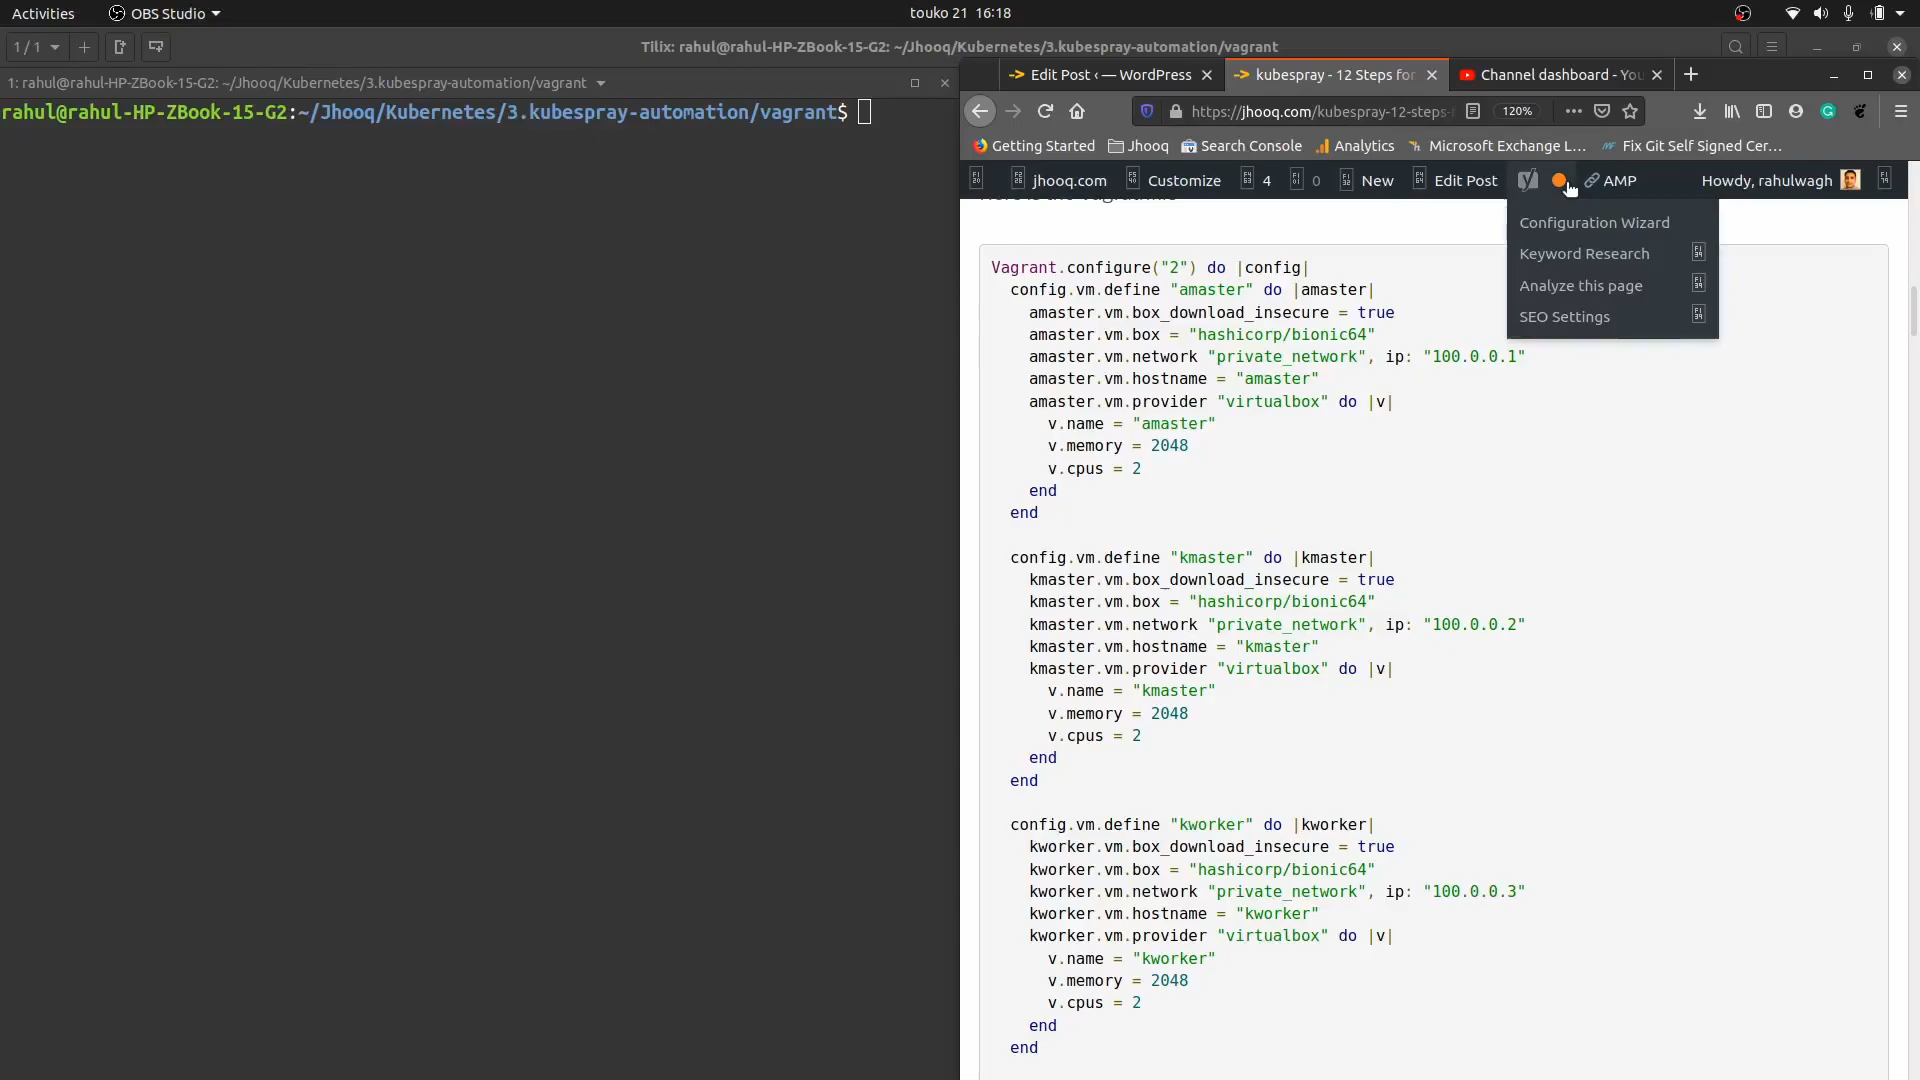 Activities
OBS Studio
touko 21 16:18
1 / 1
Tilix: rahul@rahul-HP-ZBook-15-G2: ~/Jhooq/Kubernetes/3.kubespray-automation/vagrant
1: rahul@rahul-HP-ZBook-15-G2: ~/Jhooq/Kubernetes/3.kubespray-automation/vagrant
rahul@rahul-HP-ZBook-15-G2:~/Jhooq/Kubernetes/3.kubespray-automation/vagrant$
Edit Post ‹ — WordPress
kubespray - 12 Steps for
Channel dashboard - You
https://jhooq.com/kubespray-12-steps-
120%
Getting Started
Jhooq
Search Console
Analytics
Microsoft Exchange L...
Fix Git Self Signed Cer...
jhooq.com
Customize
4
0
New
Edit Post
AMP
Howdy, rahulwagh
Configuration Wizard
Keyword Research
Analyze this page
SEO Settings
Vagrant.configure("2") do |config|
config.vm.define "amaster" do |amaster|
amaster.vm.box_download_insecure = true
amaster.vm.box = "hashicorp/bionic64"
amaster.vm.network "private_network", ip: "100.0.0.1"
amaster.vm.hostname = "amaster"
amaster.vm.provider "virtualbox" do |v|
v.name = "amaster"
v.memory = 2048
v.cpus = 2
end
end
config.vm.define "kmaster" do |kmaster|
kmaster.vm.box_download_insecure = true
kmaster.vm.box = "hashicorp/bionic64"
kmaster.vm.network "private_network", ip: "100.0.0.2"
kmaster.vm.hostname = "kmaster"
kmaster.vm.provider "virtualbox" do |v|
v.name = "kmaster"
v.memory = 2048
v.cpus = 2
end
end
config.vm.define "kworker" do |kworker|
kworker.vm.box_download_insecure = true
kworker.vm.box = "hashicorp/bionic64"
kworker.vm.network "private_network", ip: "100.0.0.3"
kworker.vm.hostname = "kworker"
kworker.vm.provider "virtualbox" do |v|
v.name = "kworker"
v.memory = 2048
v.cpus = 2
end
end